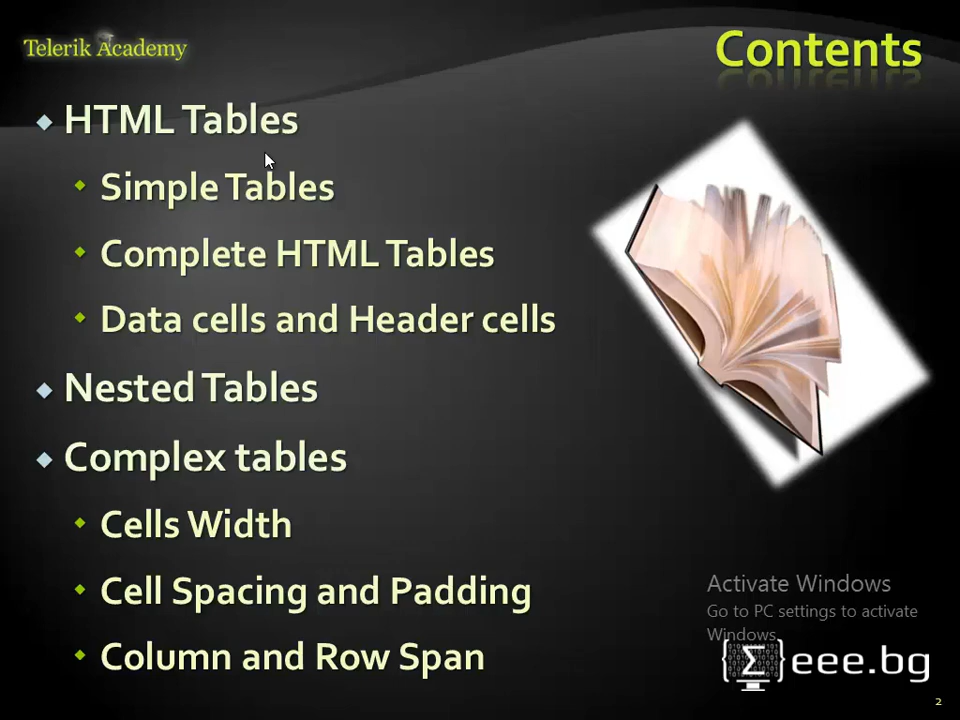 Telerik Academy
Contents
HTML Tables
Simple Tables
Complete HTML Tables
Data cells and Header cells
Nested Tables
Complex tables
Cells Width
Cell Spacing and Padding
Column and Row Span
Activate Windows
Go to PC settings to activate
Windows.
{Σ}eee.bg
2